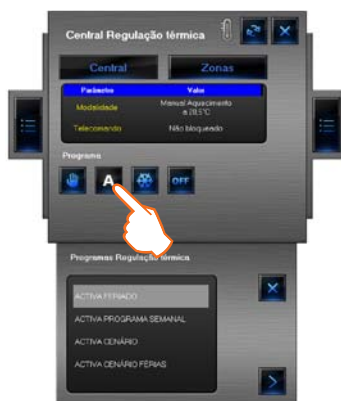 Central Regulação térmica
Central Zonas
Parâmetro Valor
Modalidade Manual Aquecimento
a 28,5°C
Telecomando Não bloqueado
Programa
A OFF
Programas Regulação térmica
ACTIVA FERIADO
ACTIVA PROGRAMA SEMANAL
ACTIVA CENÁRIO
ACTIVA CENÁRIO FÉRIAS